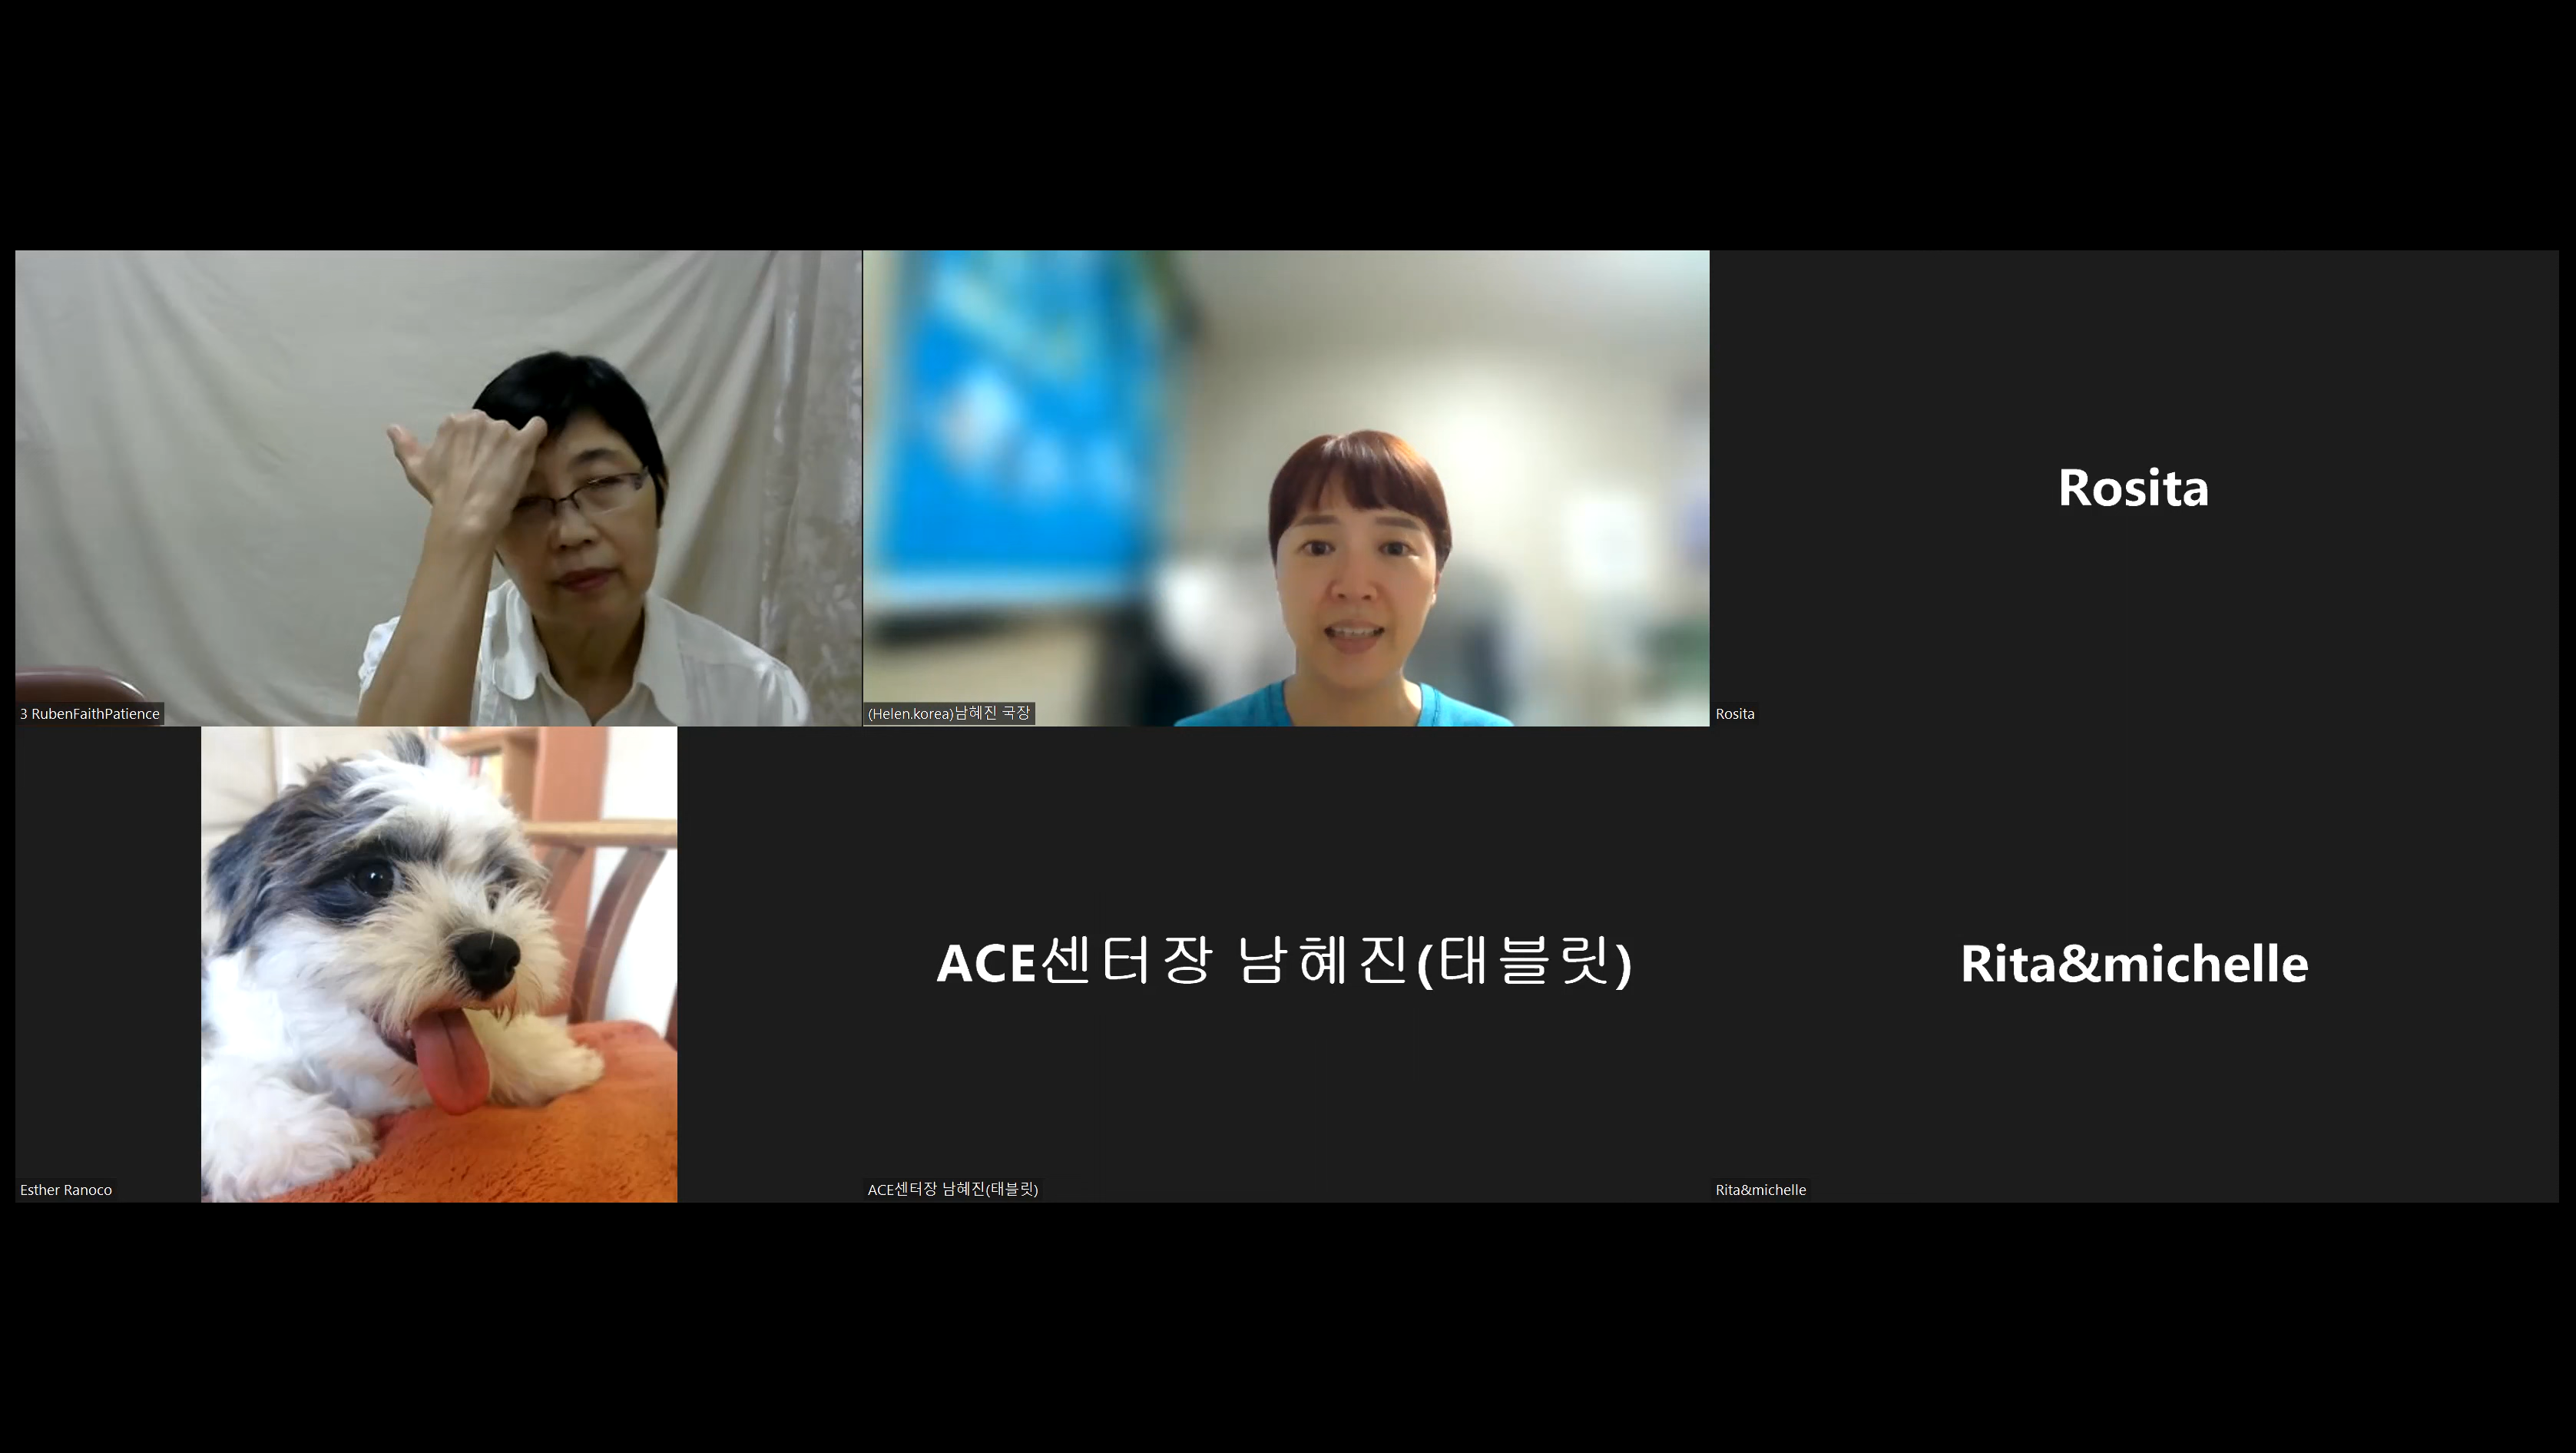 3 RubenFaithPatience
(Helen.korea)남혜진 국장
Rosita
Rosita
Esther Ranoco
ACE센터장 남혜진(태블릿)
ACE센터장 남혜진(태블릿)
Rita&michelle
Rita&michelle